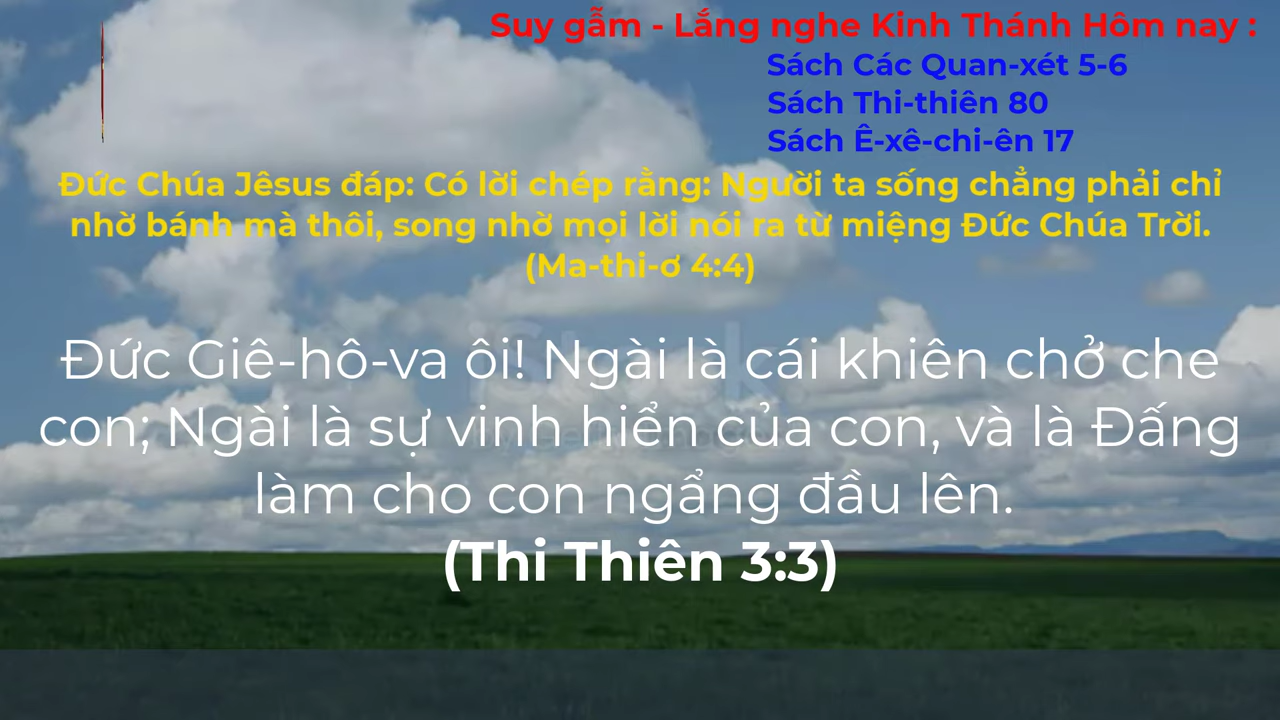 Suy gẫm - Lắng nghe Kinh Thánh Hôm nay :
Sách Các Quan-xét 5-6
Sách Thi-thiên 80
Sách Ê-xê-chi-ên 17
Đức Chúa Jêsus đáp: Có lời chép rằng: Người ta sống chẳng phải chỉ
nhờ bánh mà thôi, song nhờ mọi lời nói ra từ miệng Đức Chúa Trời.
(Ma-thi-ơ 4:4)
Đức Giê-hô-va ôi! Ngài là cái khiên chở che
con; Ngài là sự vinh hiển của con, và là Đấng
làm cho con ngẩng đầu lên.
(Thi Thiên 3:3)